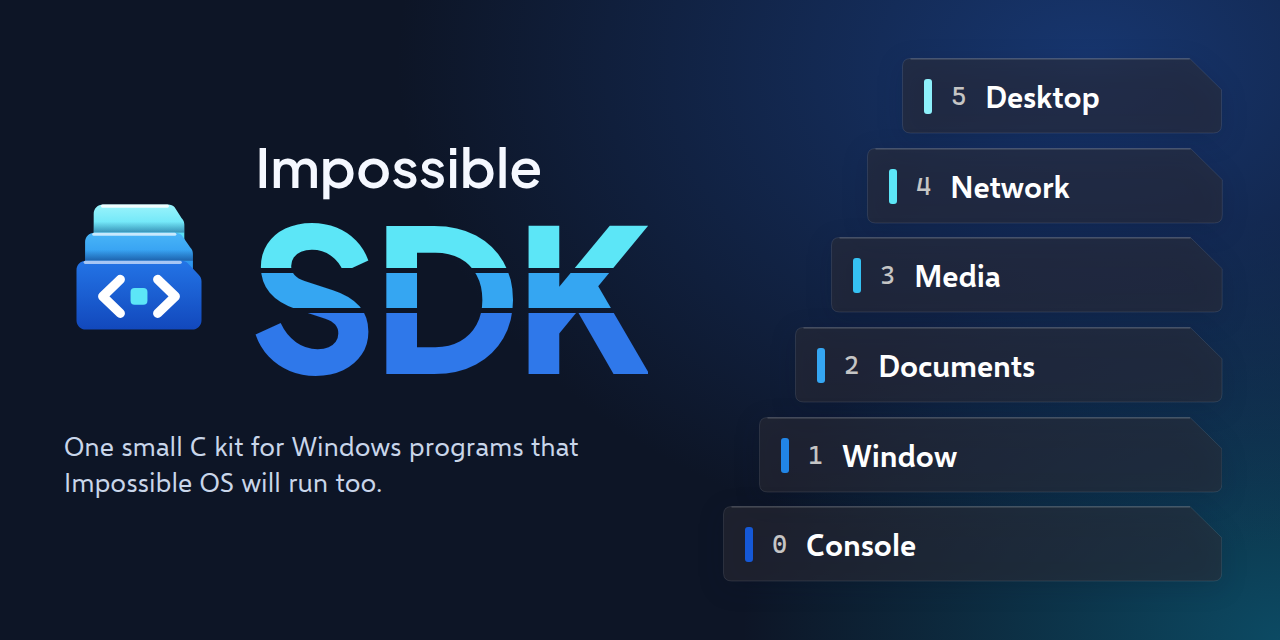 Impossible
SDK
One small C kit for Windows programs that
Impossible OS will run too.
5 Desktop
4 Network
3 Media
2 Documents
1 Window
0 Console